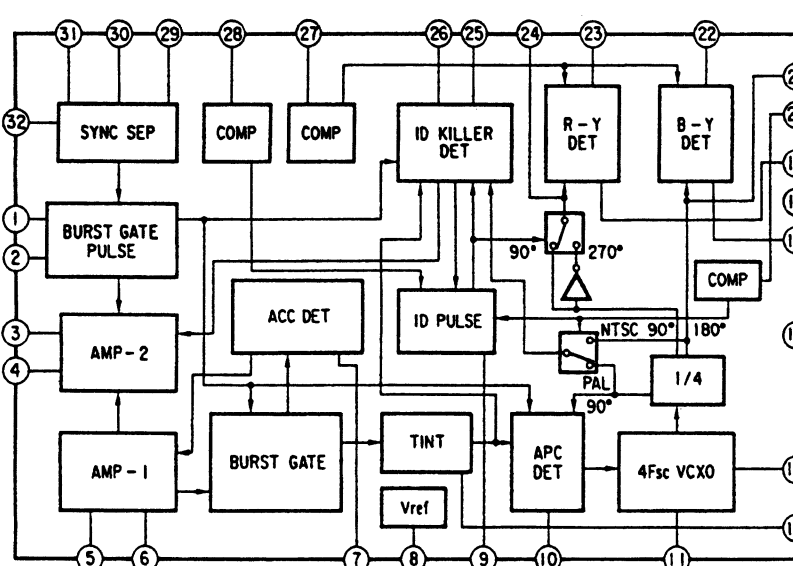 31 30 29 28 27 26 25 24 23 22
32
SYNC SEP
COMP
COMP
ID KILLER
DET
R-Y
DET
B-Y
DET
1
BURST GATE
PULSE
2
90°
270°
COMP
3
AMP-2
4
ACC DET
ID PULSE
NTSC 90°
180°
PAL
90°
1/4
AMP-1
BURST GATE
TINT
APC
DET
4Fsc VCXO
Vref
5 6 7 8 9 10 11